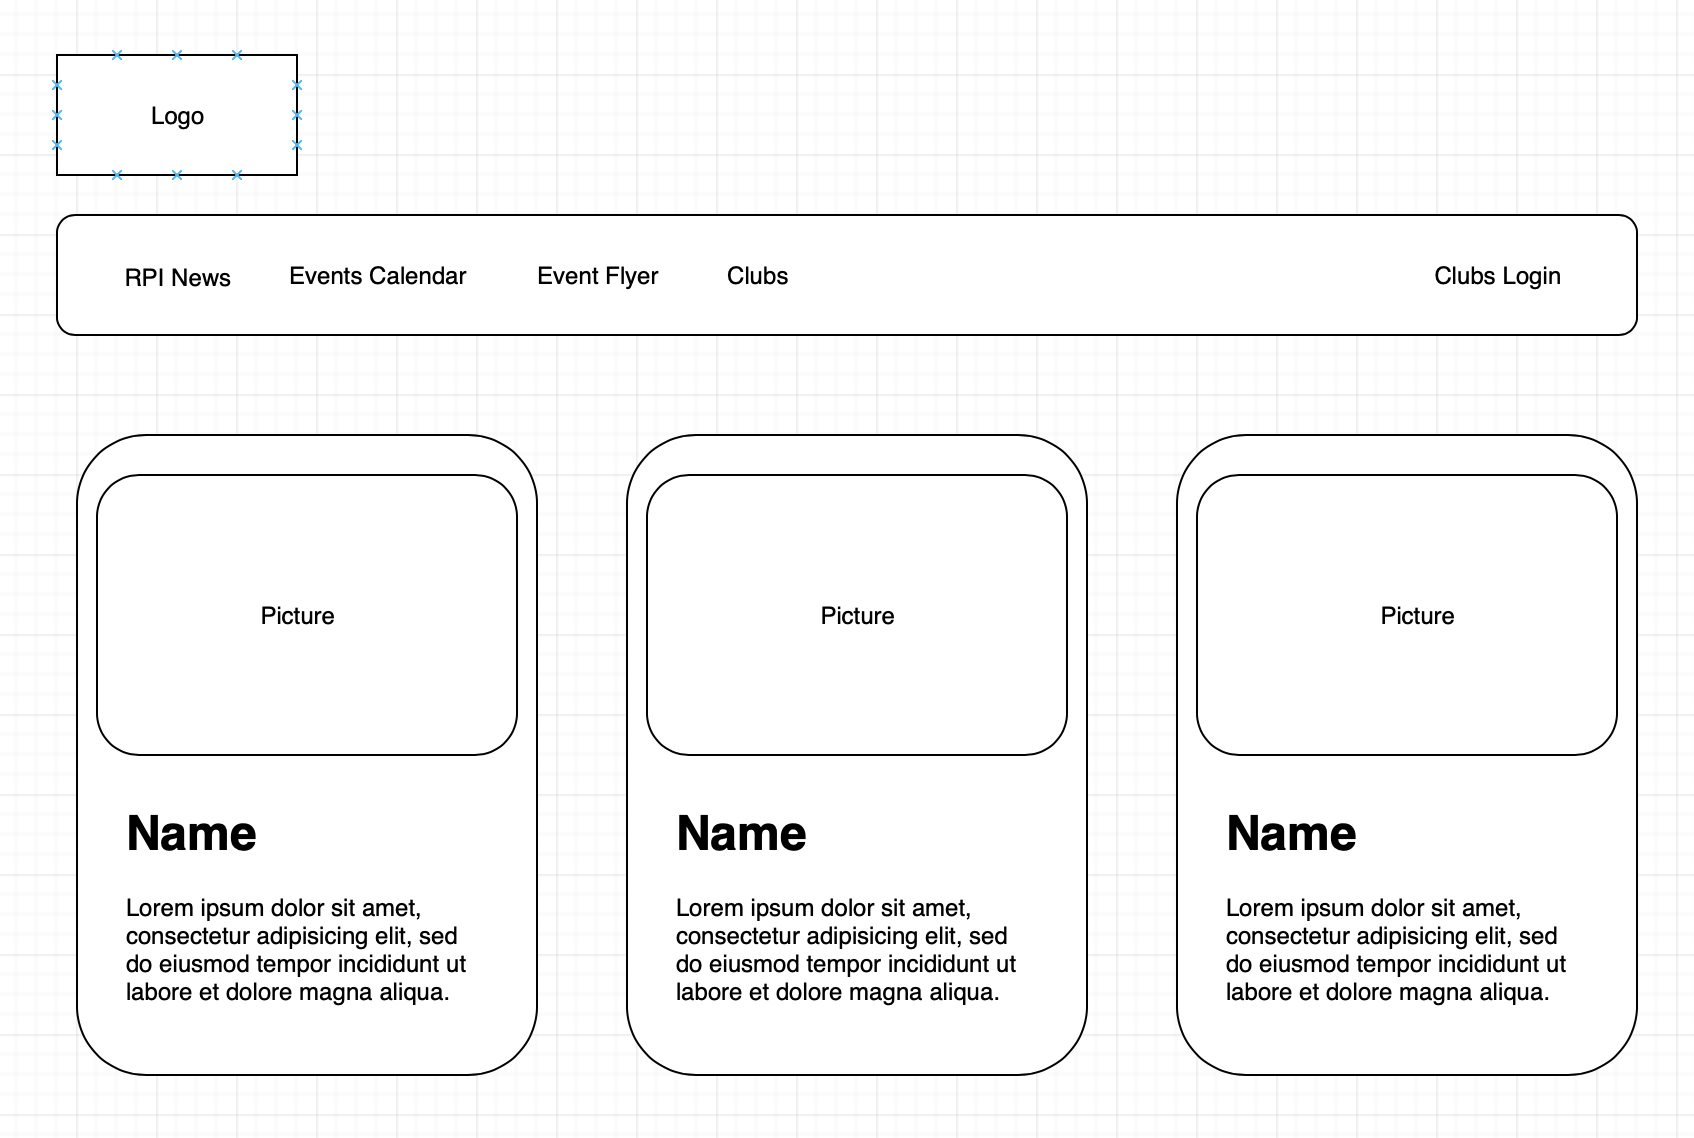 Logo
RPI News
Events Calendar
Event Flyer
Clubs
Clubs Login
Picture
Name
Lorem ipsum dolor sit amet,
consectetur adipisicing elit, sed
do eiusmod tempor incididunt ut
labore et dolore magna aliqua.
Picture
Name
Lorem ipsum dolor sit amet,
consectetur adipisicing elit, sed
do eiusmod tempor incididunt ut
labore et dolore magna aliqua.
Picture
Name
Lorem ipsum dolor sit amet,
consectetur adipisicing elit, sed
do eiusmod tempor incididunt ut
labore et dolore magna aliqua.